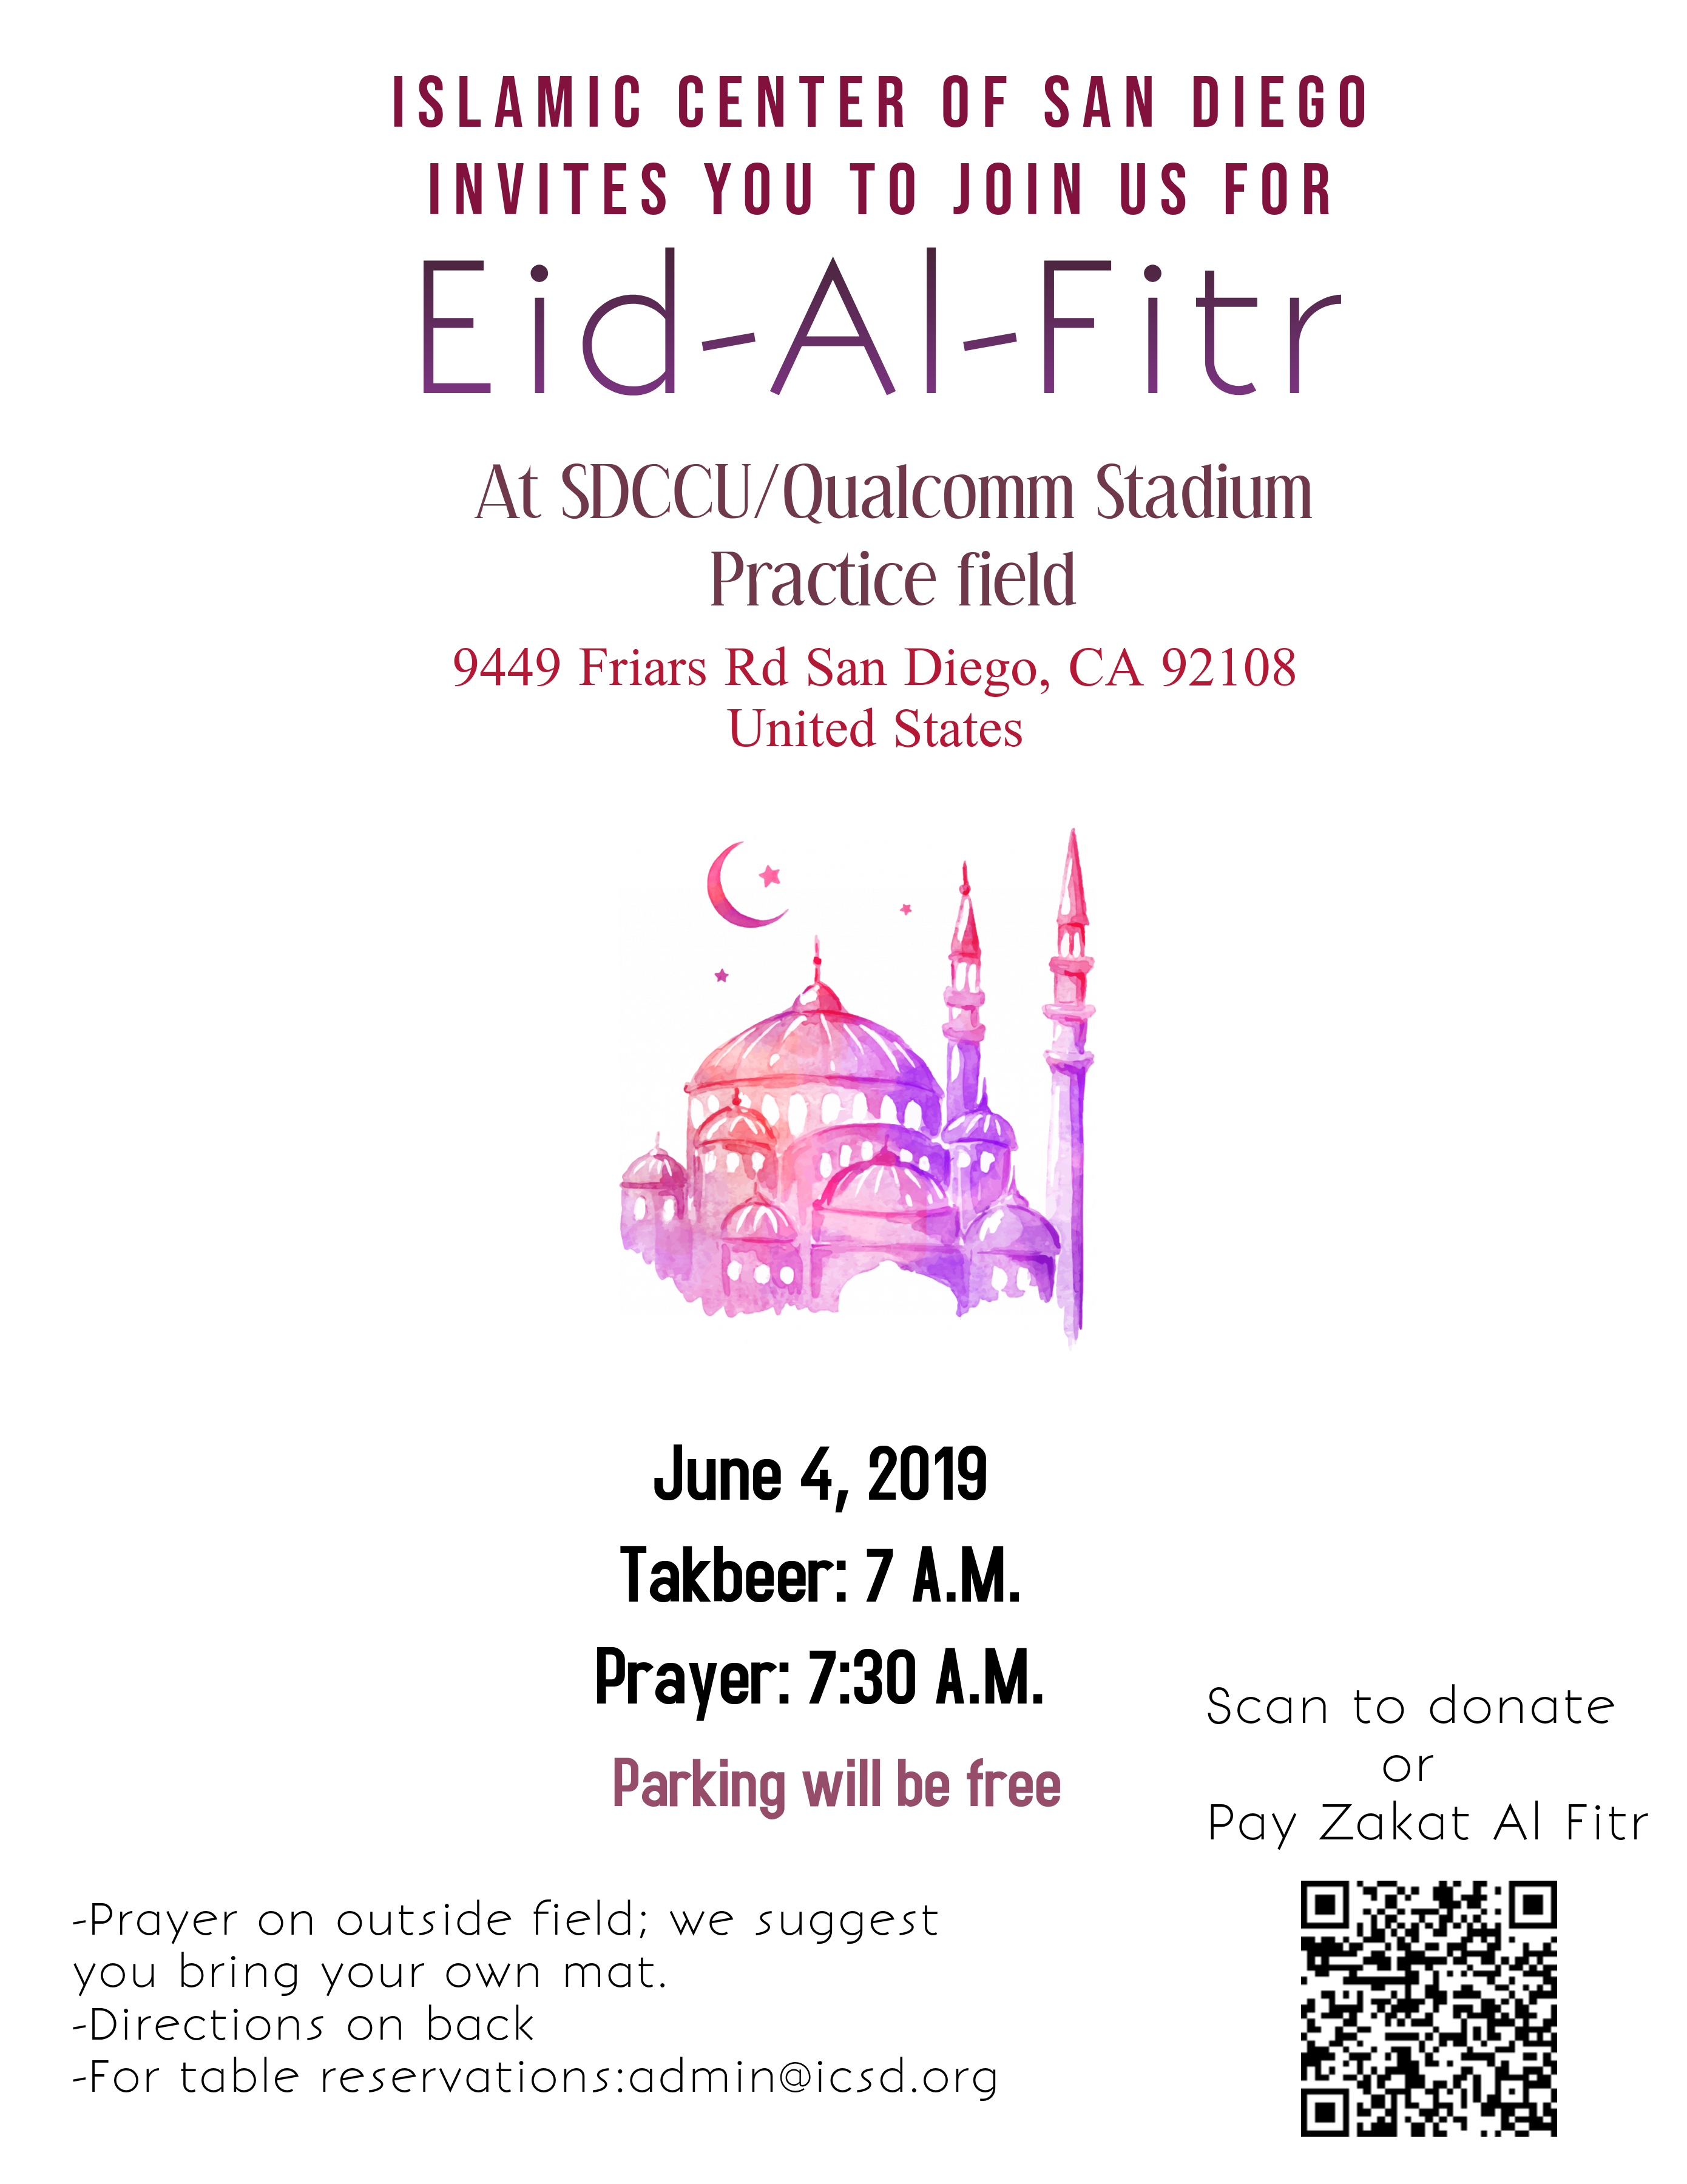 ISLAMIC CENTER OF SAN DIEGO
INVITES YOU TO JOIN US FOR
Eid-Al-Fitr
At SDCCU/Qualcomm Stadium
Practice field
9449 Friars Rd San Diego, CA 92108
United States
June 4, 2019
Takbeer: 7 A.M.
Prayer: 7:30 A.M.
Parking will be free
Scan to donate
or
Pay Zakat Al Fitr
-Prayer on outside field; we suggest
you bring your own mat.
-Directions on back
-For table reservations:admin@icsd.org